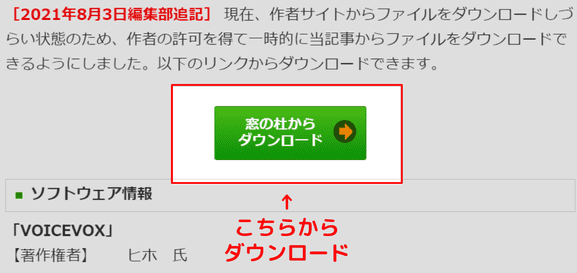 ［2021年8月3日編集部追記］ 現在、作者サイトからファイルをダウンロードしづ
らい状態のため、作者の許可を得て一時的に当記事からファイルをダウンロードで
きるようにしました。以下のリンクからダウンロードできます。
窓の杜から
ダウンロード
ソフトウェア情報
↑
こちらから
ダウンロード
「VOICEVOX」
【著作権者】 ヒホ 氏